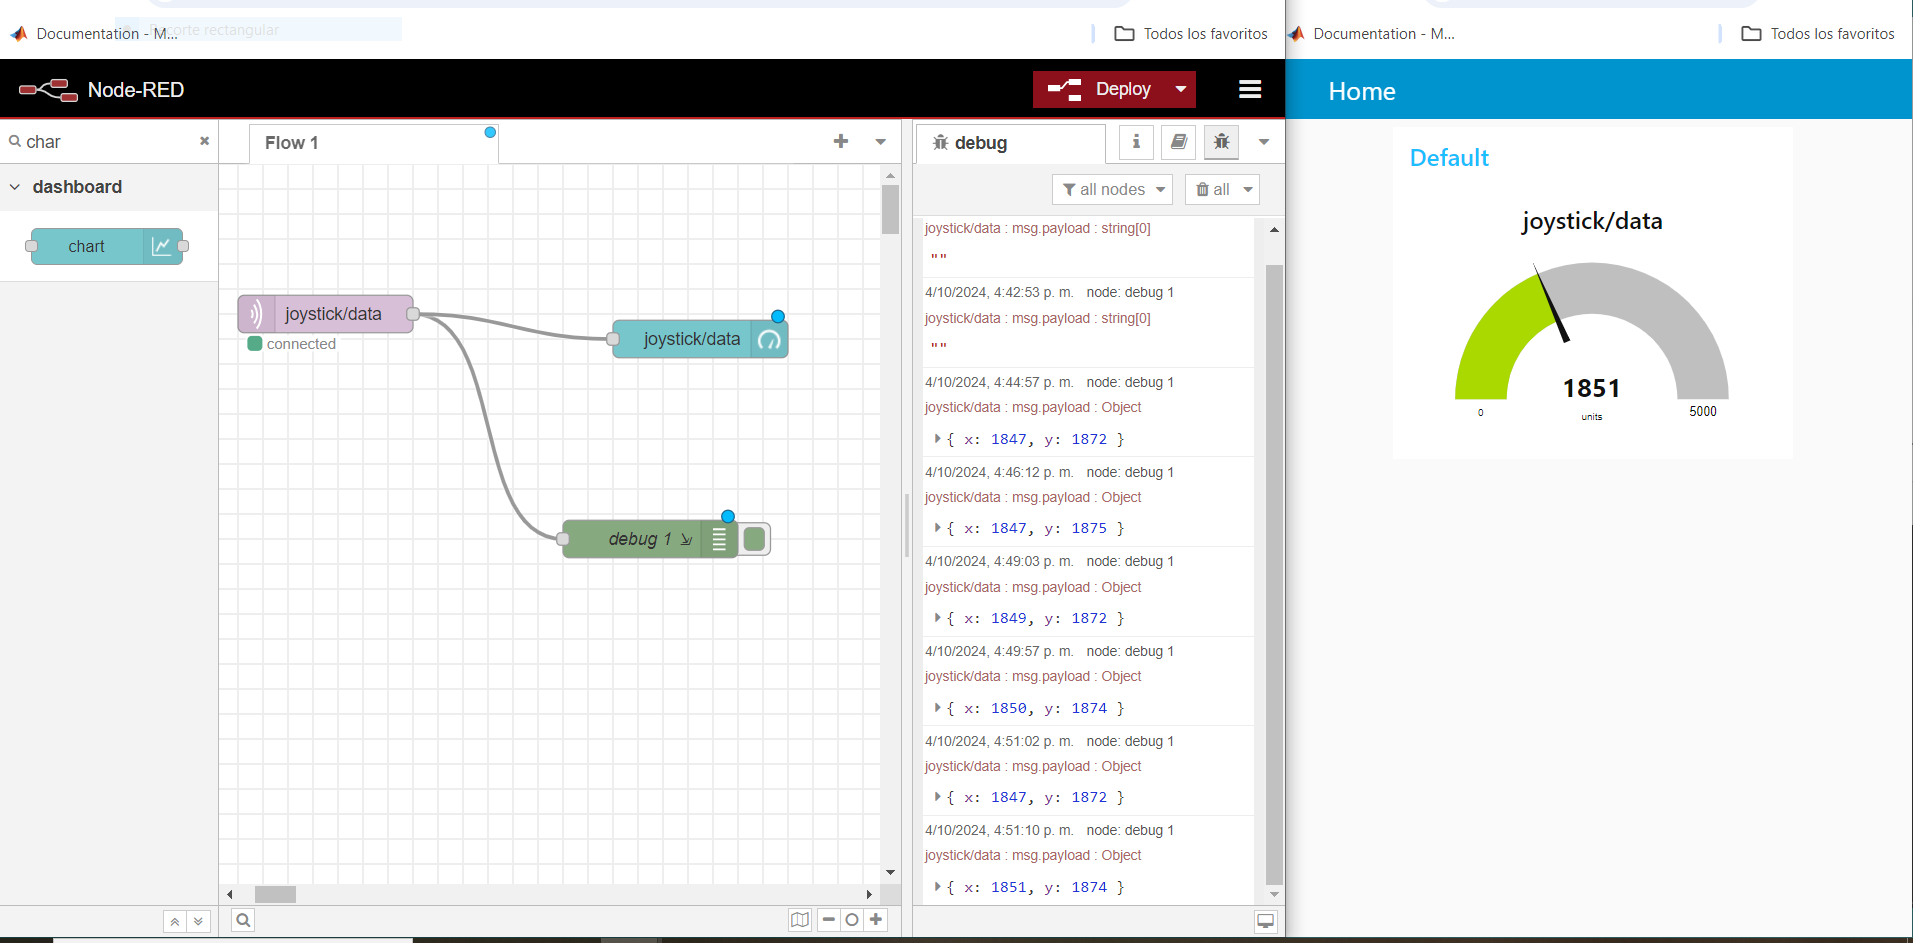 Documentation - M...
Recorte rectangular
Todos los favoritos
Documentation - M...
Todos los favoritos
Node-RED
Deploy
Home
char
Flow 1
debug
dashboard
all nodes
all
chart
joystick/data
connected
joystick/data
debug 1
joystick/data : msg.payload : string[0]
""
4/10/2024, 4:42:53 p. m. node: debug 1
joystick/data : msg.payload : string[0]
""
4/10/2024, 4:44:57 p. m. node: debug 1
joystick/data : msg.payload : Object
{ x: 1847, y: 1872 }
4/10/2024, 4:46:12 p. m. node: debug 1
joystick/data : msg.payload : Object
{ x: 1847, y: 1875 }
4/10/2024, 4:49:03 p. m. node: debug 1
joystick/data : msg.payload : Object
{ x: 1849, y: 1872 }
4/10/2024, 4:49:57 p. m. node: debug 1
joystick/data : msg.payload : Object
{ x: 1850, y: 1874 }
4/10/2024, 4:51:02 p. m. node: debug 1
joystick/data : msg.payload : Object
{ x: 1847, y: 1872 }
4/10/2024, 4:51:10 p. m. node: debug 1
joystick/data : msg.payload : Object
{ x: 1851, y: 1874 }
Default
joystick/data
1851
units
0
5000